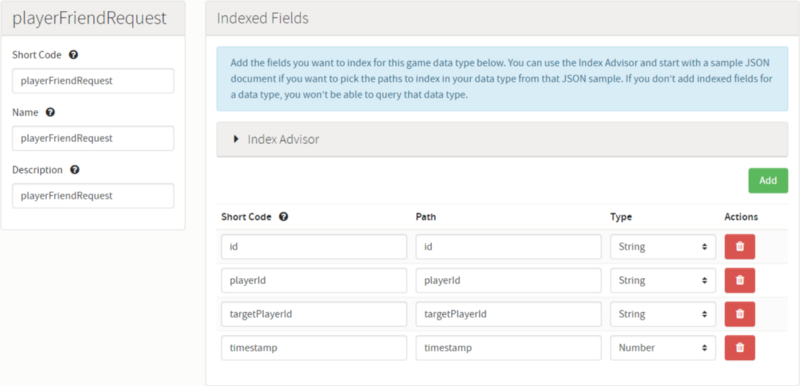 playerFriendRequest
Short Code
playerFriendRequest
Name
playerFriendRequest
Description
playerFriendRequest
Indexed Fields
Add the fields you want to index for this game data type below. You can use the Index Advisor and start with a sample JSON
document if you want to pick the paths to index in your data type from that JSON sample. If you don't add indexed fields for
a data type, you won't be able to query that data type.
Index Advisor
Add
Short Code Path Type Actions
id id String
playerId playerId String
targetPlayerId targetPlayerId String
timestamp timestamp Number